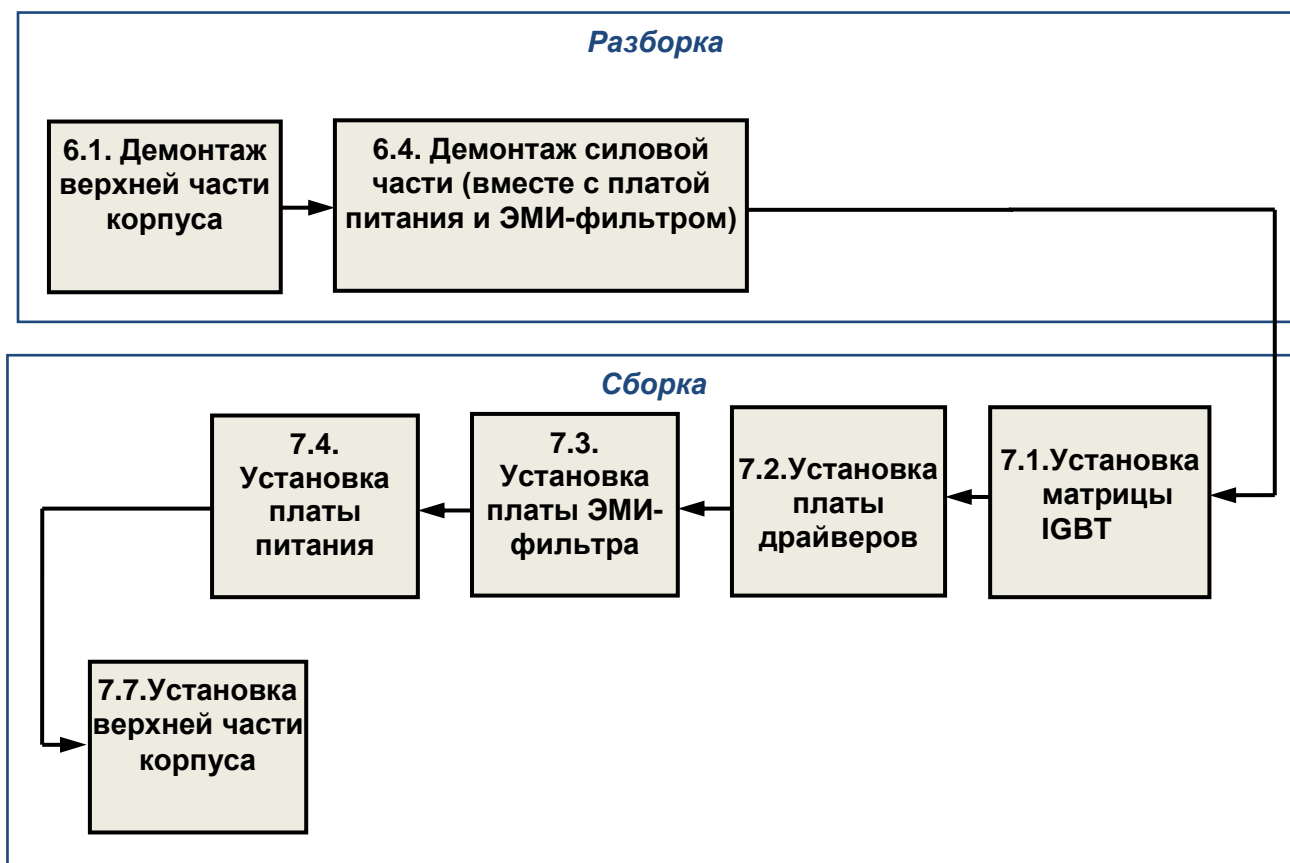 Разборка
6.1. Демонтаж
верхней части
корпуса
6.4. Демонтаж силовой
части (вместе с платой
питания и ЭМИ-фильтром)
Сборка
7.4.
Установка
платы
питания
7.3.
Установка
платы ЭМИ-
фильтра
7.2.Установка
платы
драйверов
7.1.Установка
матрицы
IGBT
7.7.Установка
верхней части
корпуса